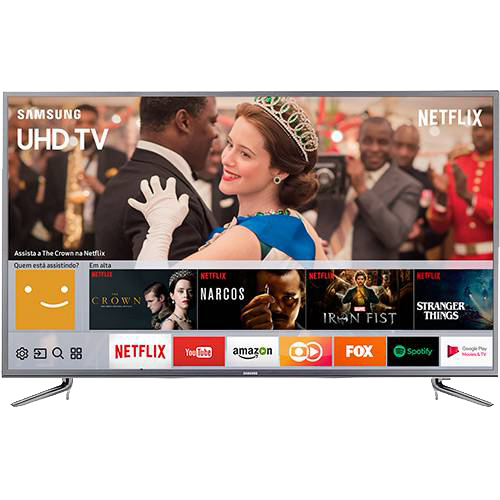 SAMSUNG
UHD TV
NETFLIX
Assista a The Crown na Netflix
Quem está assistindo?
Em alta
NETFLIX
THE
CROWN
NETFLIX
NARCOS
NETFLIX
IRON FIST
NETFLIX
STRANGER
THINGS
NETFLIX
YouTube
amazon
FOX
Spotify
Google Play
Movies & TV
SAMSUNG